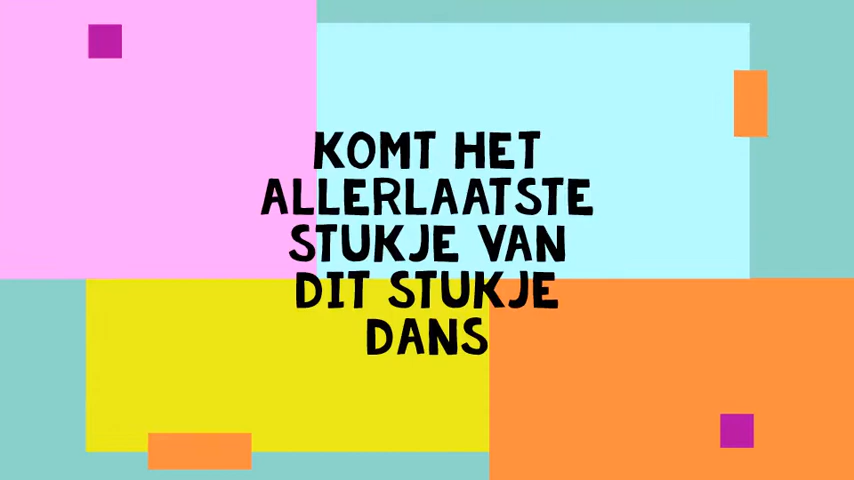 KOMT HET
ALLERLAATSTE
STUKJE VAN
DIT STUKJE
DANS